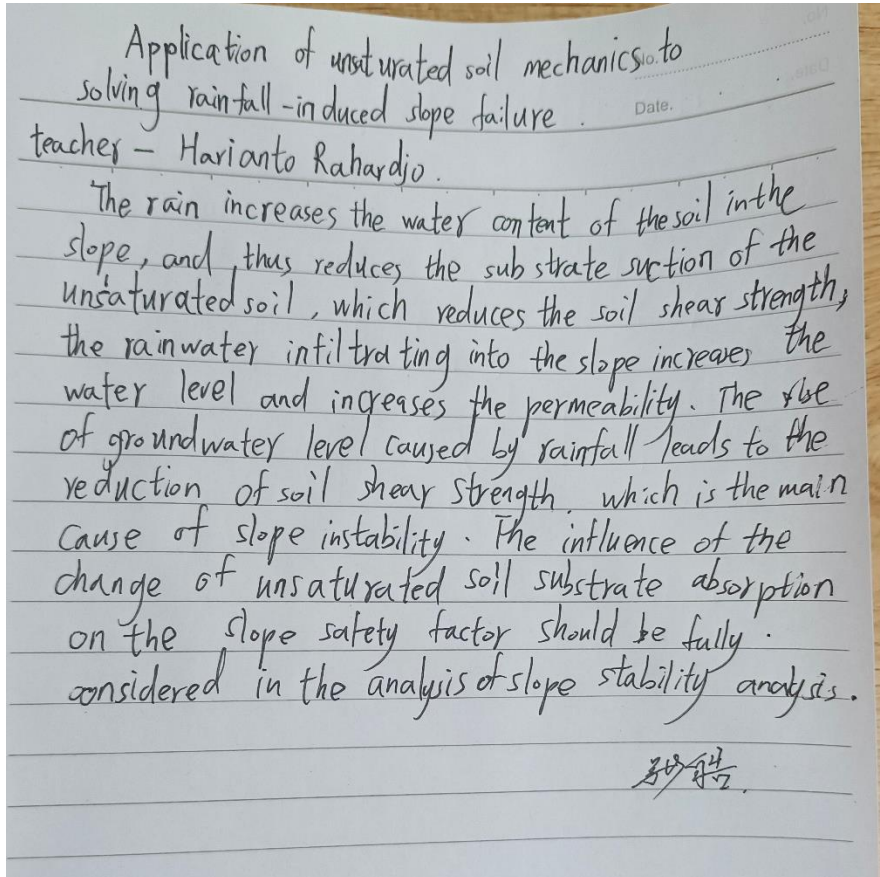 Application of unsaturated soil mechanics to
No.
solving rainfall-induced slope failure.
Date.
teacher - Harianto Rahardjo.
The rain increases the water content of the soil in the
slope, and thus reduces the substrate suction of the
unsaturated soil, which reduces the soil shear strength,
the rainwater infiltrating into the slope increases the
water level and increases the permeability. The rise
of groundwater level caused by rainfall leads to the
reduction of soil shear strength, which is the main
cause of slope instability. The influence of the
change of unsaturated soil substrate absorption
on the slope safety factor should be fully
considered in the analysis of slope stability analysis.